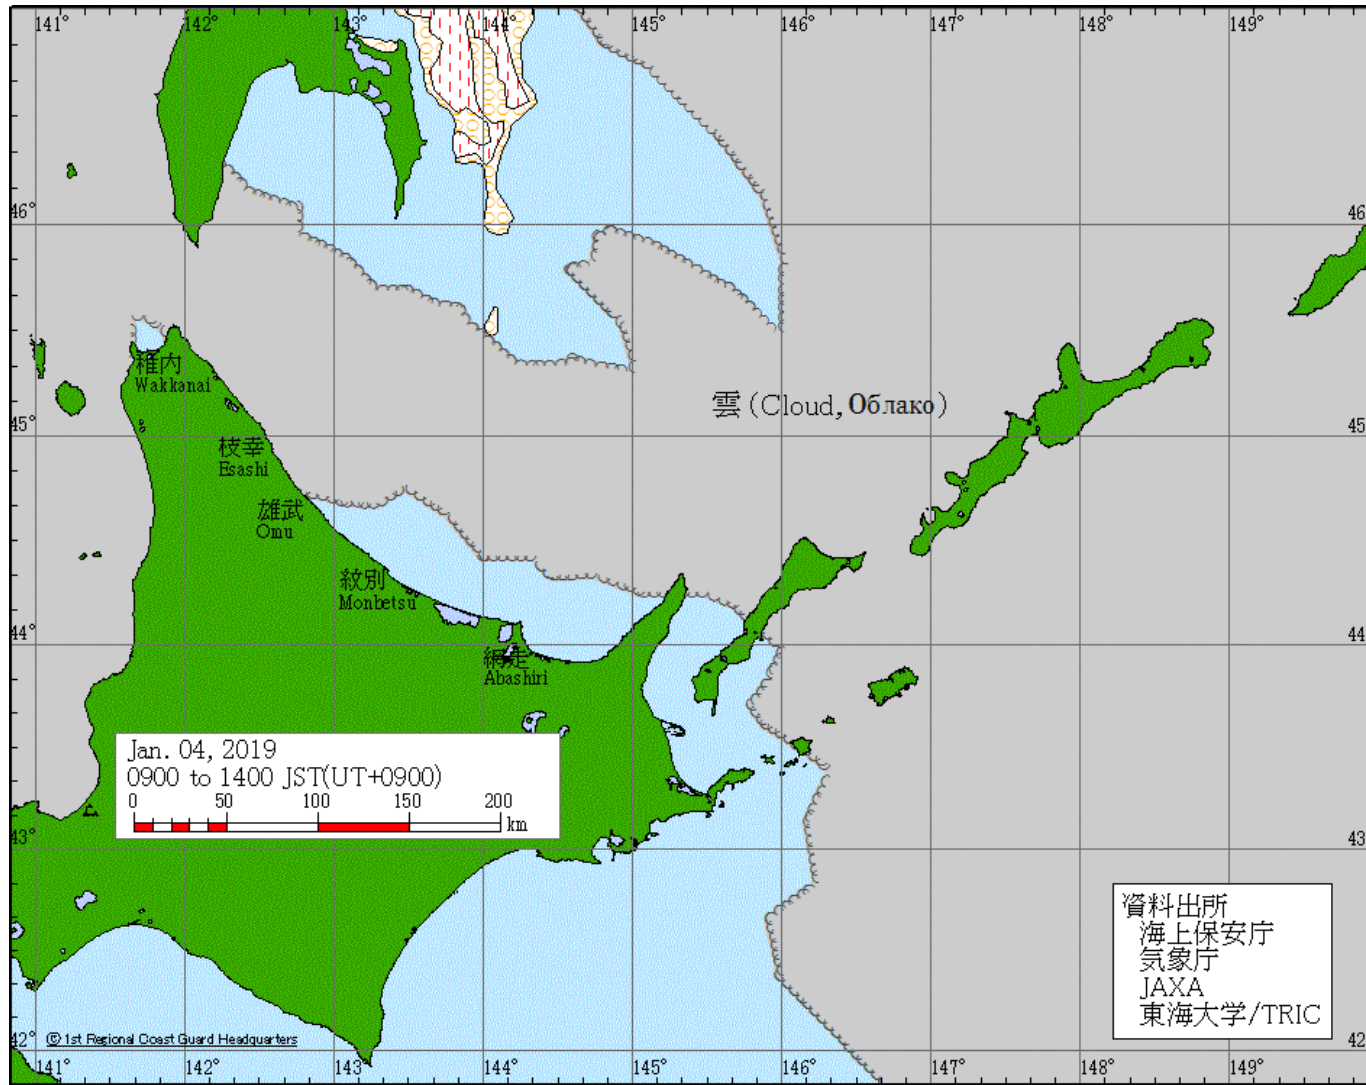 141° 142° 143° 144° 145° 146° 147° 148° 149°
46° 46
稚内
Wakkanai
雲(Cloud, Облако)
45° 45
枝幸
Esashi
雄武
Omu
紋別
Monbetsu
44° 44
網走
Abashiri
Jan. 04, 2019
0900 to 1400 JST(UT+0900)
0 50 100 150 200
km
43° 43
資料出所
海上保安庁
気象庁
JAXA
東海大学/TRIC
42° 42
© 1st Regional Coast Guard Headquarters
141° 142° 143° 144° 145° 146° 147° 148° 149°